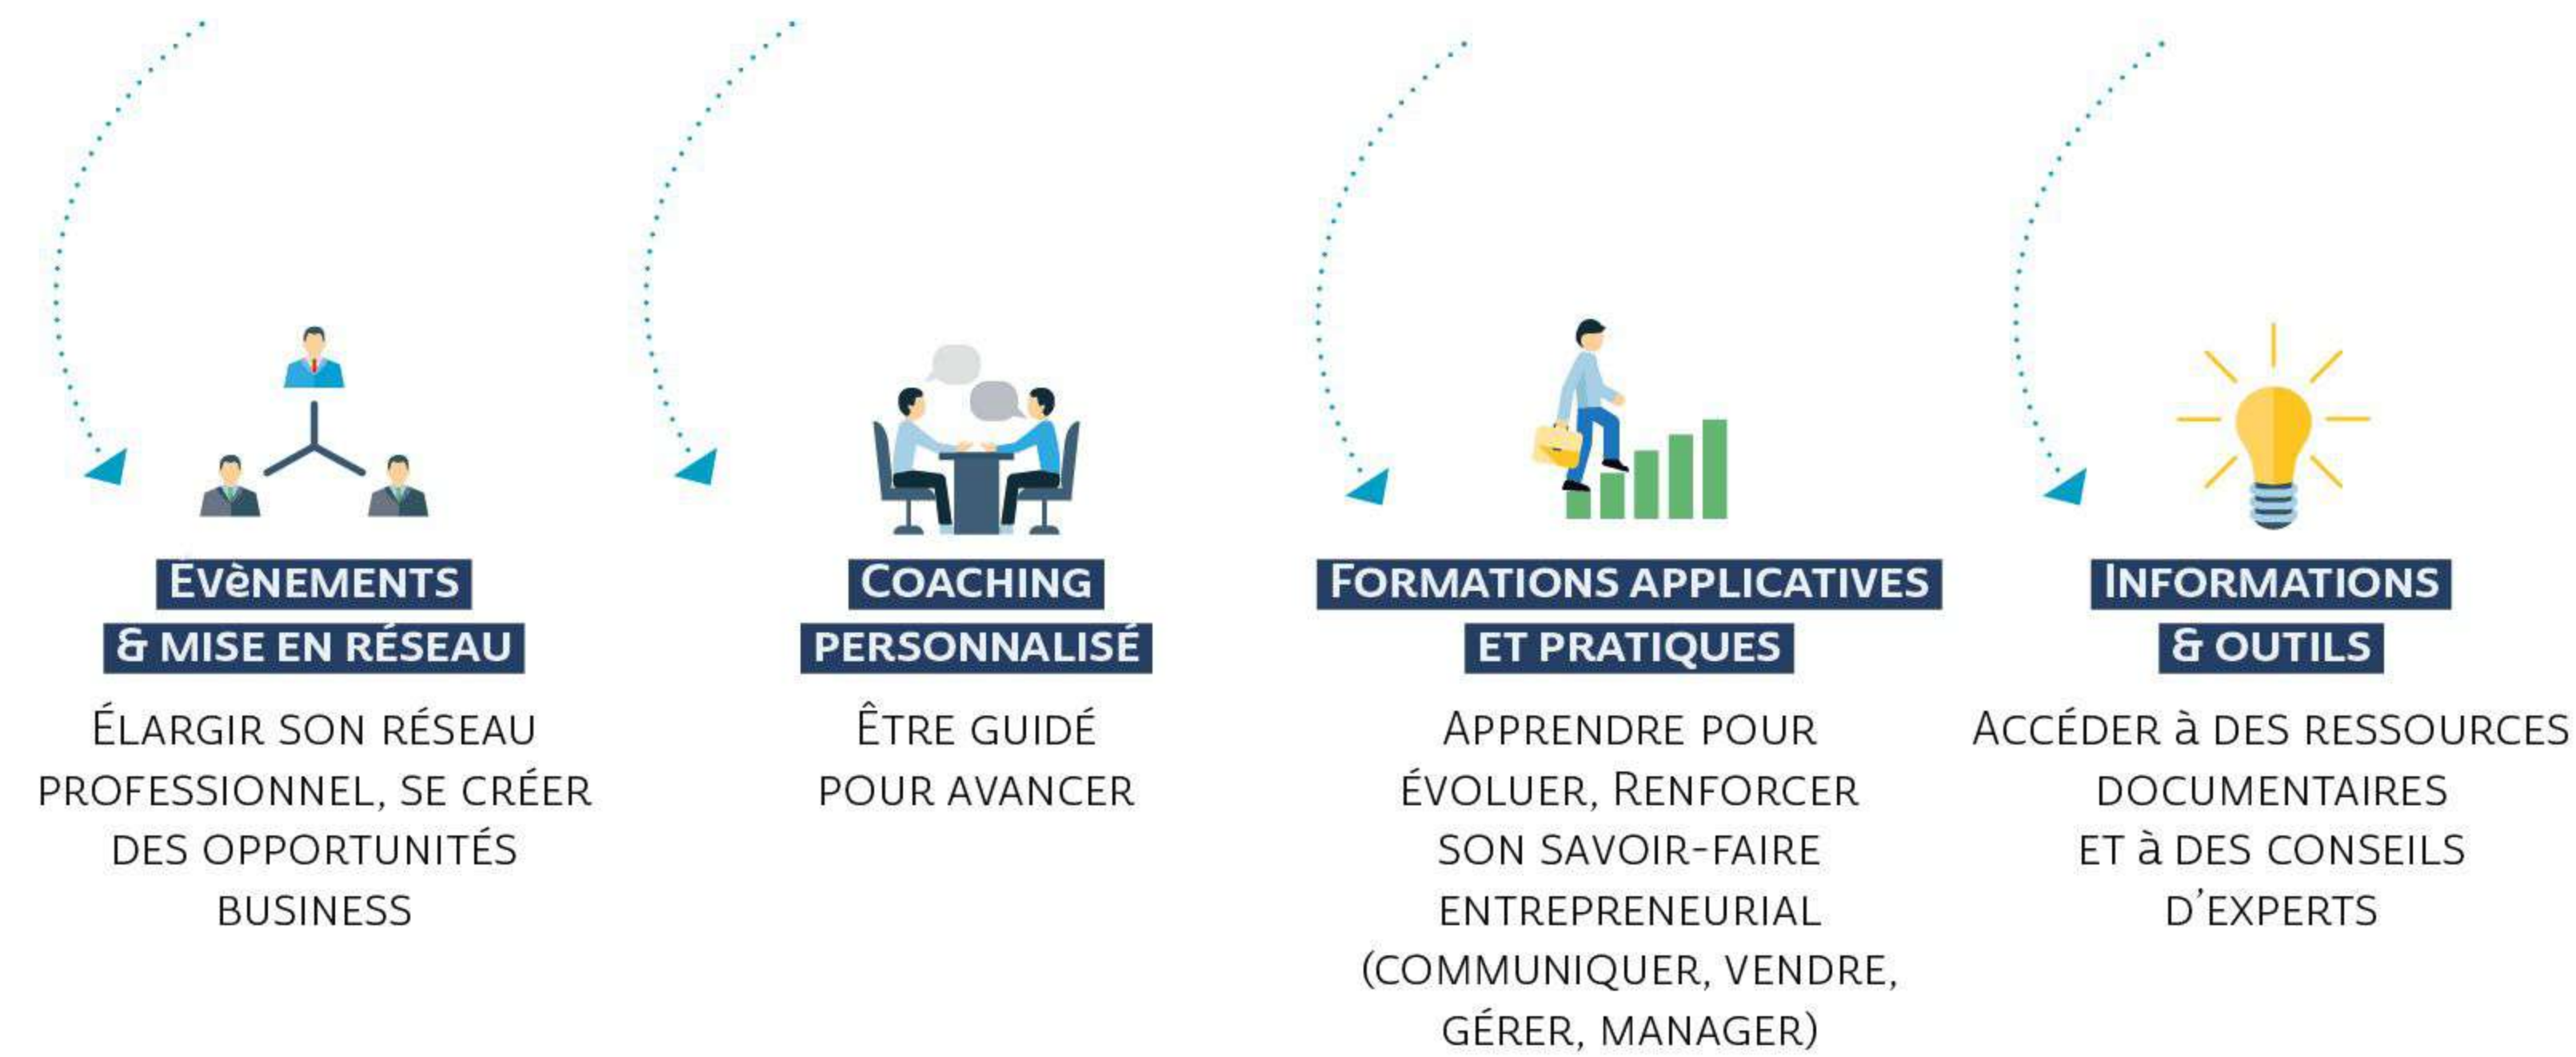 ÉVèNEMENTS
& MISE EN RÉSEAU
ÉLARGIR SON RÉSEAU
PROFESSIONNEL, SE CRÉER
DES OPPORTUNITÉS
BUSINESS
COACHING
PERSONNALISÉ
ÊTRE GUIDÉ
POUR AVANCER
FORMATIONS APPLICATIVES
ET PRATIQUES
APPRENDRE POUR
ÉVOLUER, RENFORCER
SON SAVOIR-FAIRE
ENTREPRENEURIAL
(COMMUNIQUER, VENDRE,
GÉRER, MANAGER)
INFORMATIONS
& OUTILS
ACCÉDER à DES RESSOURCES
DOCUMENTAIRES
ET à DES CONSEILS
D'EXPERTS